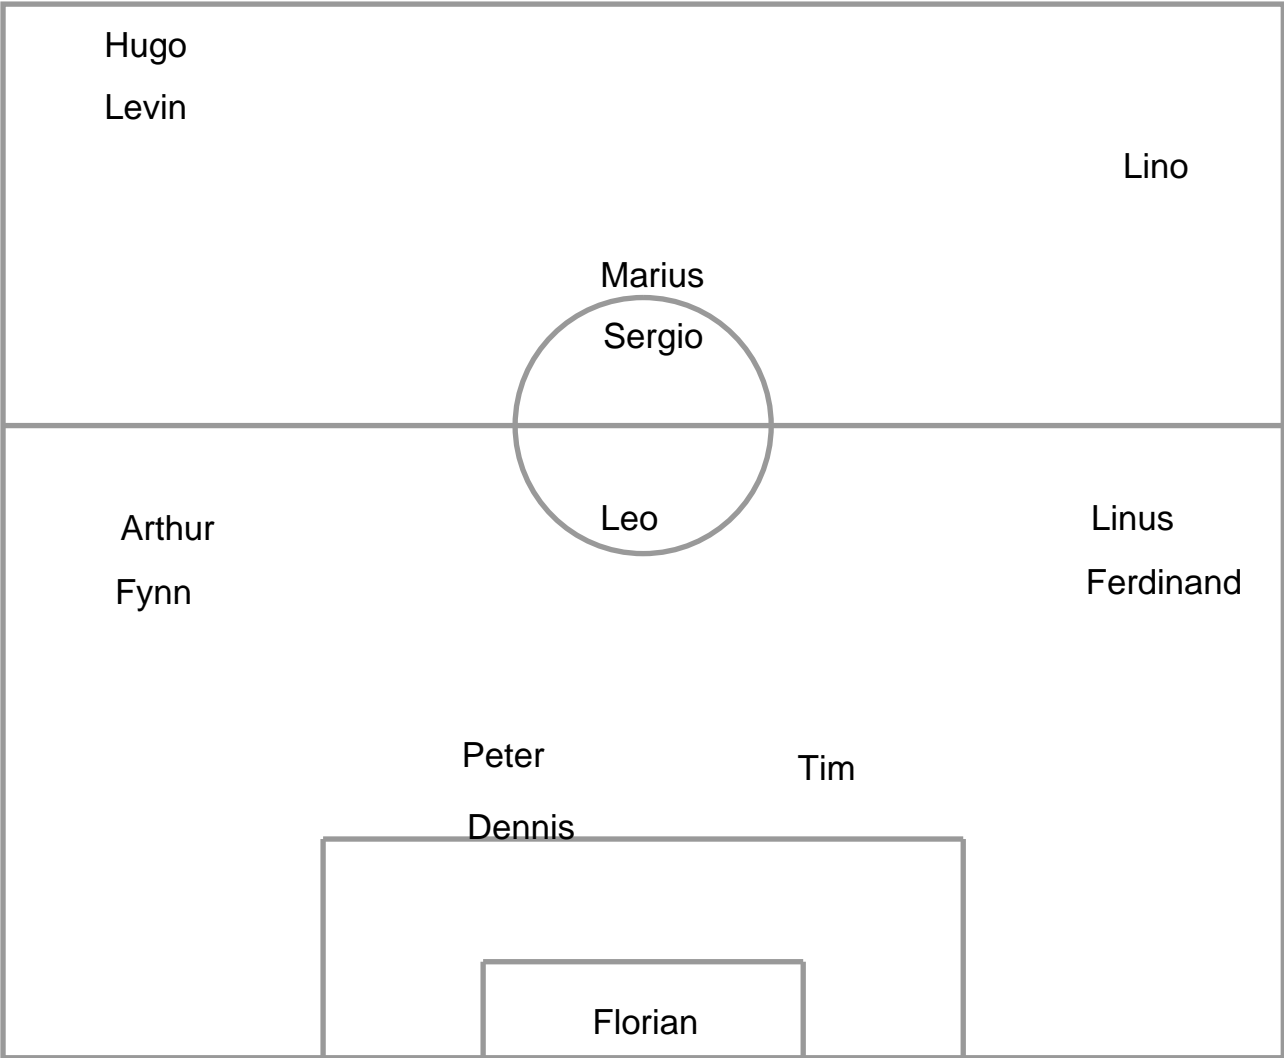 Hugo
Levin
Lino
Marius
Sergio
Arthur
Leo
Linus
Fynn
Ferdinand
Peter
Tim
Dennis
Florian